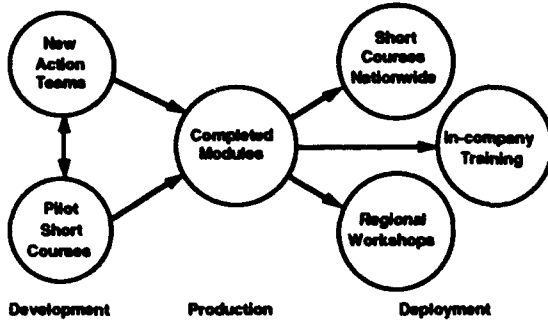 New
Action
Teams
Pilot
Short
Courses
Completed
Modules
Short
Courses
Nationwide
In-company
Training
Regional
Workshops
Development Production Deployment